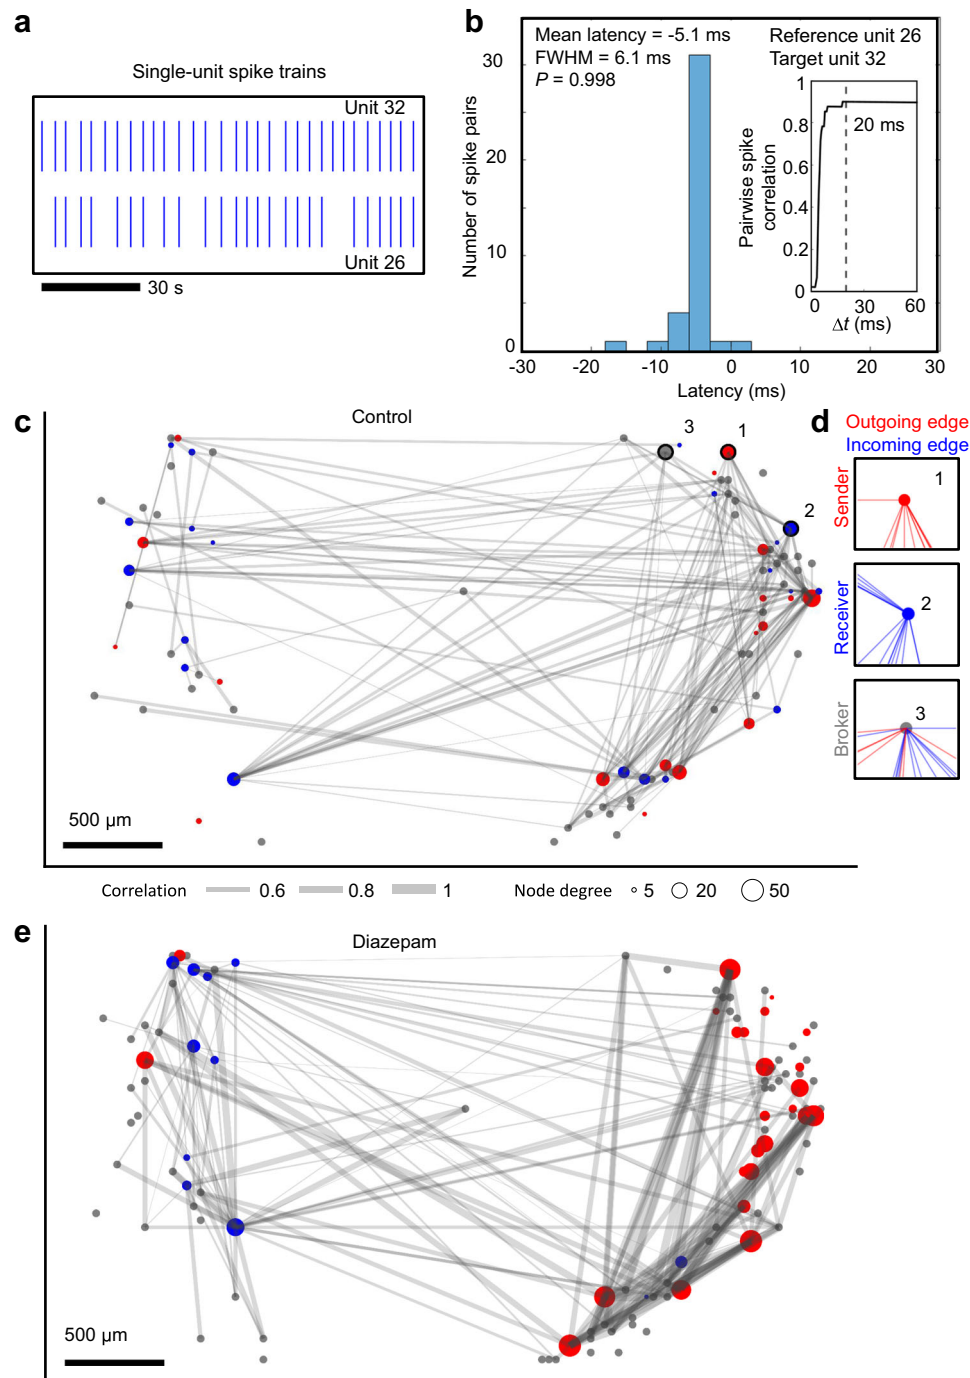 a
Single-unit spike trains
Unit 32
Unit 26
30 s
b
Mean latency = -5.1 ms
FWHM = 6.1 ms
P = 0.998
Reference unit 26
Target unit 32
Number of spike pairs
30
20
10
0
-30
-20
-10
0
10
20
30
Latency (ms)
Pairwise spike
correlation
1
0.8
0.6
0.4
0.2
0
20 ms
0
30
60
Δt (ms)
c
Control
3
1
2
500 µm
d
Outgoing edge
Incoming edge
Sender
1
Receiver
2
Broker
3
Correlation
0.6
0.8
1
Node degree
5
20
50
e
Diazepam
500 µm